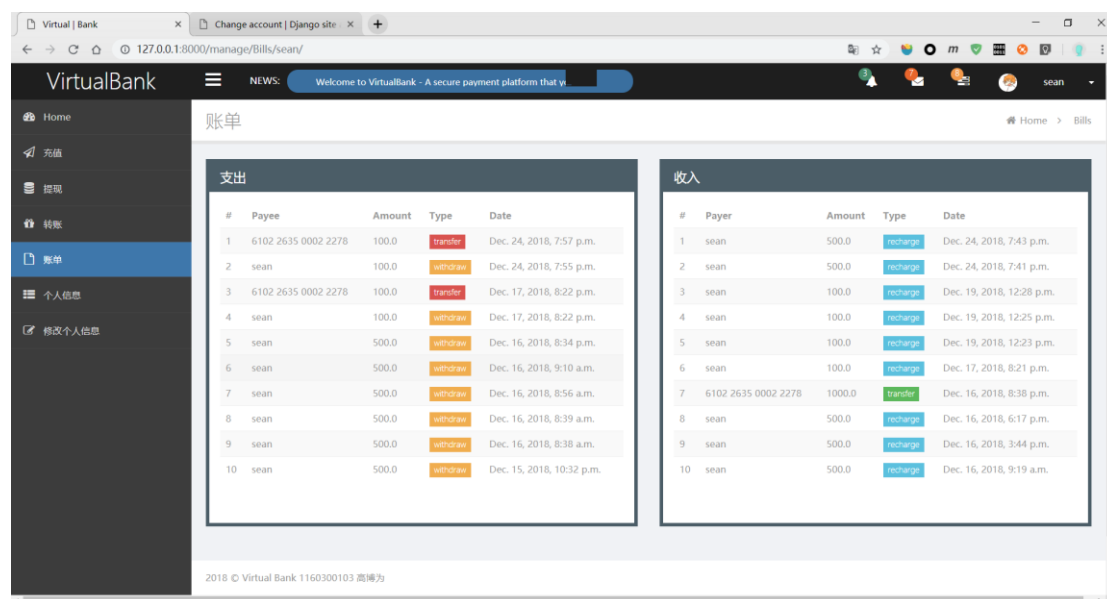 Virtual | Bank
Change account | Django site
127.0.0.1:8000/manage/Bills/sean/
VirtualBank
NEWS: Welcome to VirtualBank - A secure payment platform that
3
7
sean
Home
充值
提现
转账
账单
个人信息
修改个人信息
账单
Home > Bills
支出
# Payee Amount Type Date
1 6102 2635 0002 2278 100.0 transfer Dec. 24, 2018, 7:57 p.m.
2 sean 100.0 withdraw Dec. 24, 2018, 7:55 p.m.
3 6102 2635 0002 2278 100.0 transfer Dec. 17, 2018, 8:22 p.m.
4 sean 100.0 withdraw Dec. 17, 2018, 8:22 p.m.
5 sean 500.0 withdraw Dec. 16, 2018, 8:34 p.m.
6 sean 500.0 withdraw Dec. 16, 2018, 9:10 a.m.
7 sean 500.0 withdraw Dec. 16, 2018, 8:56 a.m.
8 sean 500.0 withdraw Dec. 16, 2018, 8:39 a.m.
9 sean 500.0 withdraw Dec. 16, 2018, 8:38 a.m.
10 sean 500.0 withdraw Dec. 15, 2018, 10:32 p.m.
收入
# Payer Amount Type Date
1 sean 500.0 recharge Dec. 24, 2018, 7:43 p.m.
2 sean 500.0 recharge Dec. 24, 2018, 7:41 p.m.
3 sean 100.0 recharge Dec. 19, 2018, 12:28 p.m.
4 sean 100.0 recharge Dec. 19, 2018, 12:25 p.m.
5 sean 100.0 recharge Dec. 19, 2018, 12:23 p.m.
6 sean 100.0 recharge Dec. 17, 2018, 8:21 p.m.
7 6102 2635 0002 2278 1000.0 transfer Dec. 16, 2018, 8:38 p.m.
8 sean 500.0 recharge Dec. 16, 2018, 6:17 p.m.
9 sean 500.0 recharge Dec. 16, 2018, 3:44 p.m.
10 sean 500.0 recharge Dec. 16, 2018, 9:19 a.m.
2018 © Virtual Bank 1160300103 高博为